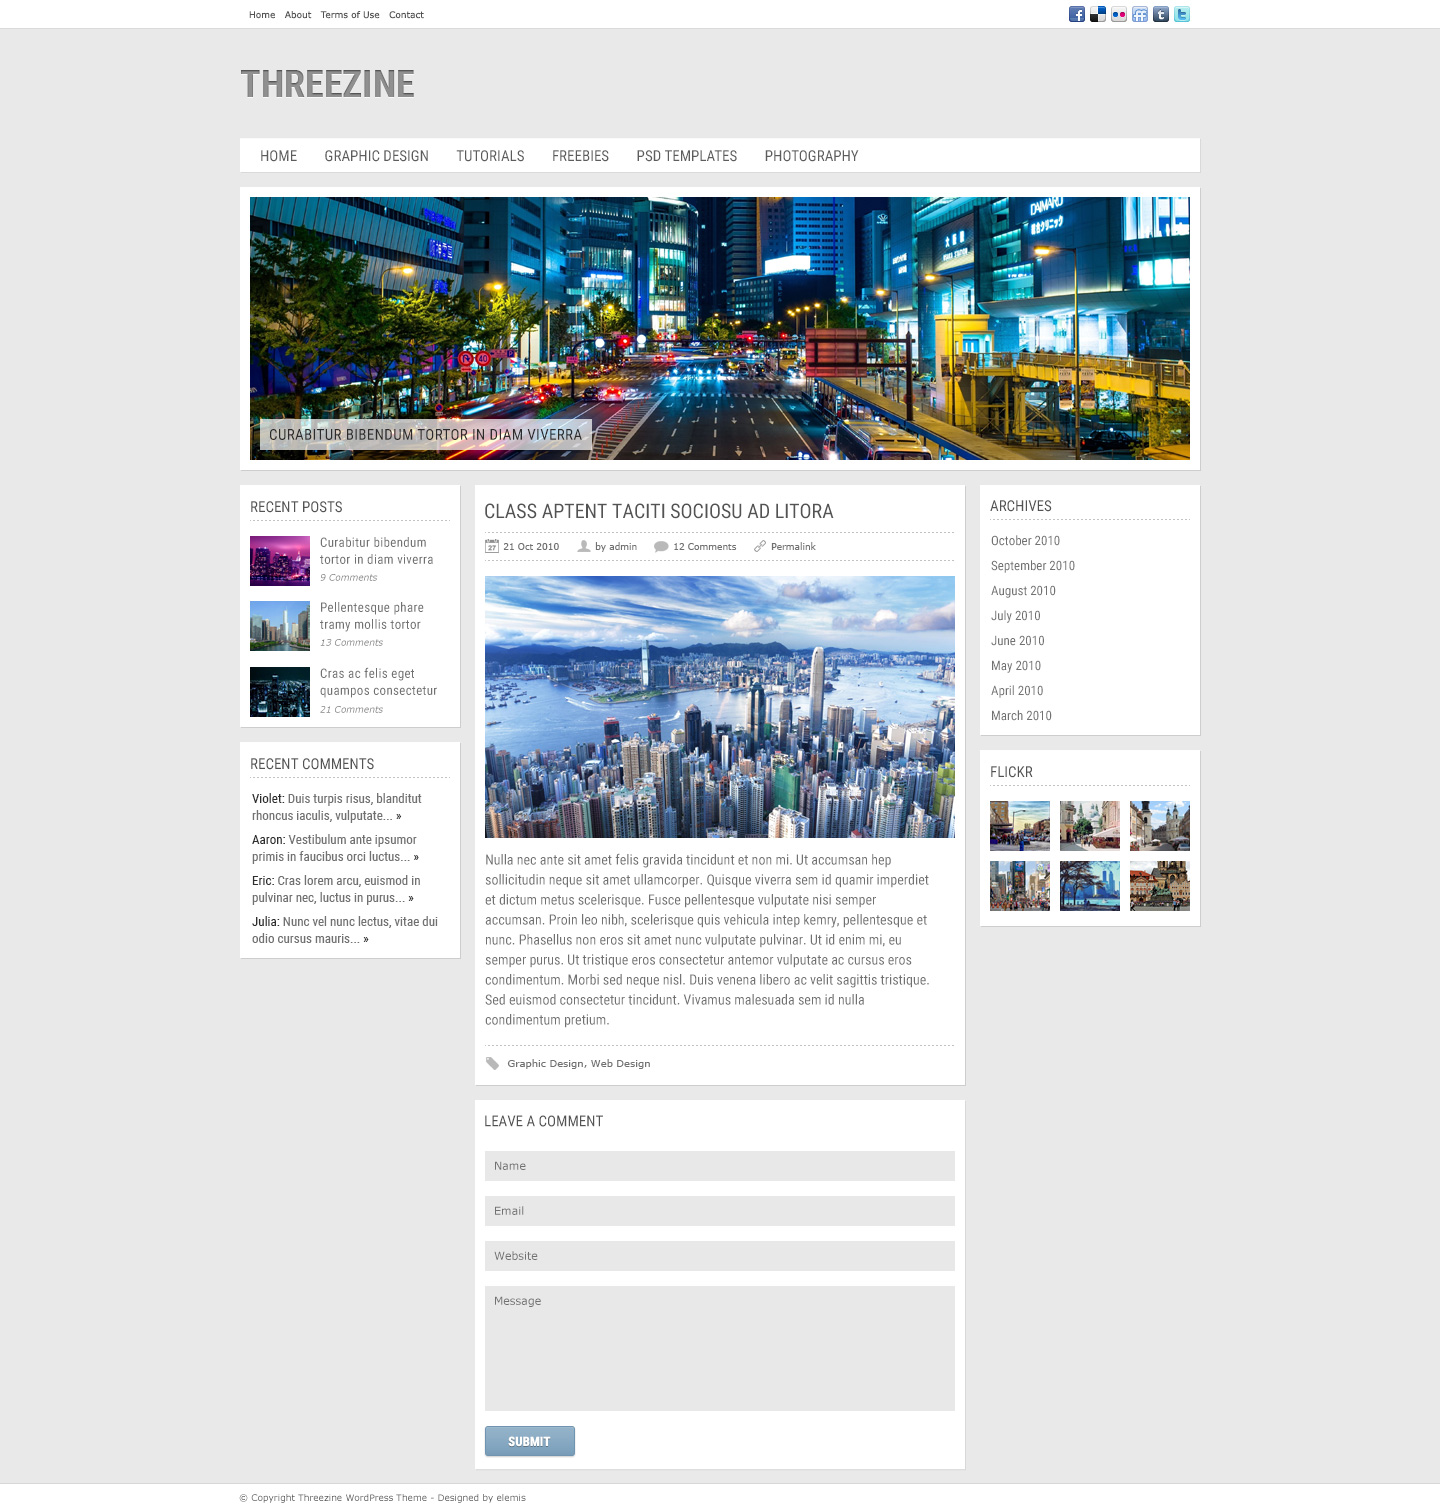 Home About Terms of Use Contact
THREEZINE
HOME GRAPHIC DESIGN TUTORIALS FREEBIES PSD TEMPLATES PHOTOGRAPHY
DAIMARU
CURABITUR BIBENDUM TORTOR IN DIAM VIVERRA
RECENT POSTS
Curabitur bibendum
tortor in diam viverra
9 Comments
Pellentesque phare
tramy mollis tortor
13 Comments
Cras ac felis eget
quampos consectetur
21 Comments
RECENT COMMENTS
Violet: Duis turpis risus, blanditut
rhoncus iaculis, vulputate... »
Aaron: Vestibulum ante ipsumor
primis in faucibus orci luctus... »
Eric: Cras lorem arcu, euismod in
pulvinar nec, luctus in purus... »
Julia: Nunc vel nunc lectus, vitae dui
odio cursus mauris... »
CLASS APTENT TACITI SOCIOSU AD LITORA
27 21 Oct 2010 by admin 12 Comments Permalink
Nulla nec ante sit amet felis gravida tincidunt et non mi. Ut accumsan hep
sollicitudin neque sit amet ullamcorper. Quisque viverra sem id quamir imperdiet
et dictum metus scelerisque. Fusce pellentesque vulputate nisi semper
accumsan. Proin leo nibh, scelerisque quis vehicula intep kemry, pellentesque et
nunc. Phasellus non eros sit amet nunc vulputate pulvinar. Ut id enim mi, eu
semper purus. Ut tristique eros consectetur antemor vulputate ac cursus eros
condimentum. Morbi sed neque nisl. Duis venena libero ac velit sagittis tristique.
Sed euismod consectetur tincidunt. Vivamus malesuada sem id nulla
condimentum pretium.
Graphic Design, Web Design
LEAVE A COMMENT
Name
Email
Website
Message
SUBMIT
ARCHIVES
October 2010
September 2010
August 2010
July 2010
June 2010
May 2010
April 2010
March 2010
FLICKR
© Copyright Threezine WordPress Theme - Designed by elemis